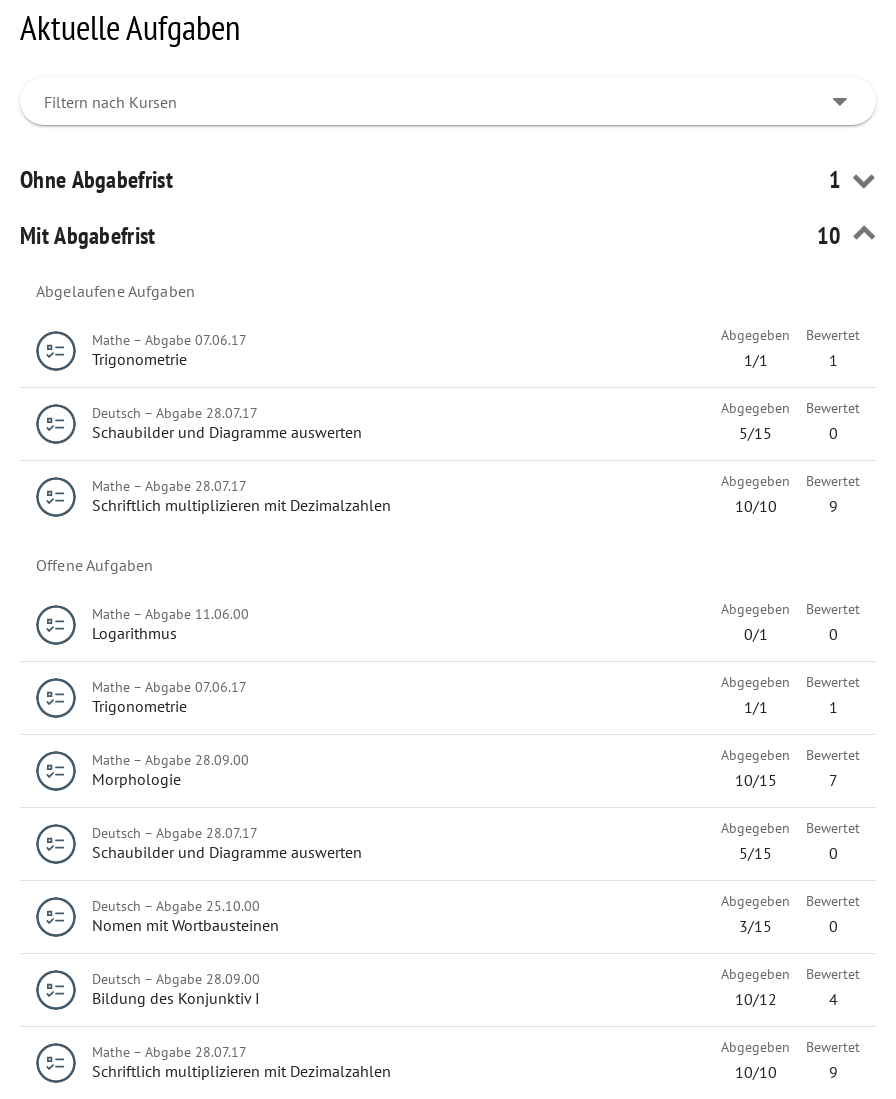 Aktuelle Aufgaben
Filtern nach Kursen
Ohne Abgabefrist 1
Mit Abgabefrist 10
Abgelaufene Aufgaben
Mathe – Abgabe 07.06.17 Abgegeben Bewertet
Trigonometrie 1/1 1
Deutsch – Abgabe 28.07.17 Abgegeben Bewertet
Schaubilder und Diagramme auswerten 5/15 0
Mathe – Abgabe 28.07.17 Abgegeben Bewertet
Schriftlich multiplizieren mit Dezimalzahlen 10/10 9
Offene Aufgaben
Mathe – Abgabe 11.06.00 Abgegeben Bewertet
Logarithmus 0/1 0
Mathe – Abgabe 07.06.17 Abgegeben Bewertet
Trigonometrie 1/1 1
Mathe – Abgabe 28.09.00 Abgegeben Bewertet
Morphologie 10/15 7
Deutsch – Abgabe 28.07.17 Abgegeben Bewertet
Schaubilder und Diagramme auswerten 5/15 0
Deutsch – Abgabe 25.10.00 Abgegeben Bewertet
Nomen mit Wortbausteinen 3/15 0
Deutsch – Abgabe 28.09.00 Abgegeben Bewertet
Bildung des Konjunktiv I 10/12 4
Mathe – Abgabe 28.07.17 Abgegeben Bewertet
Schriftlich multiplizieren mit Dezimalzahlen 10/10 9